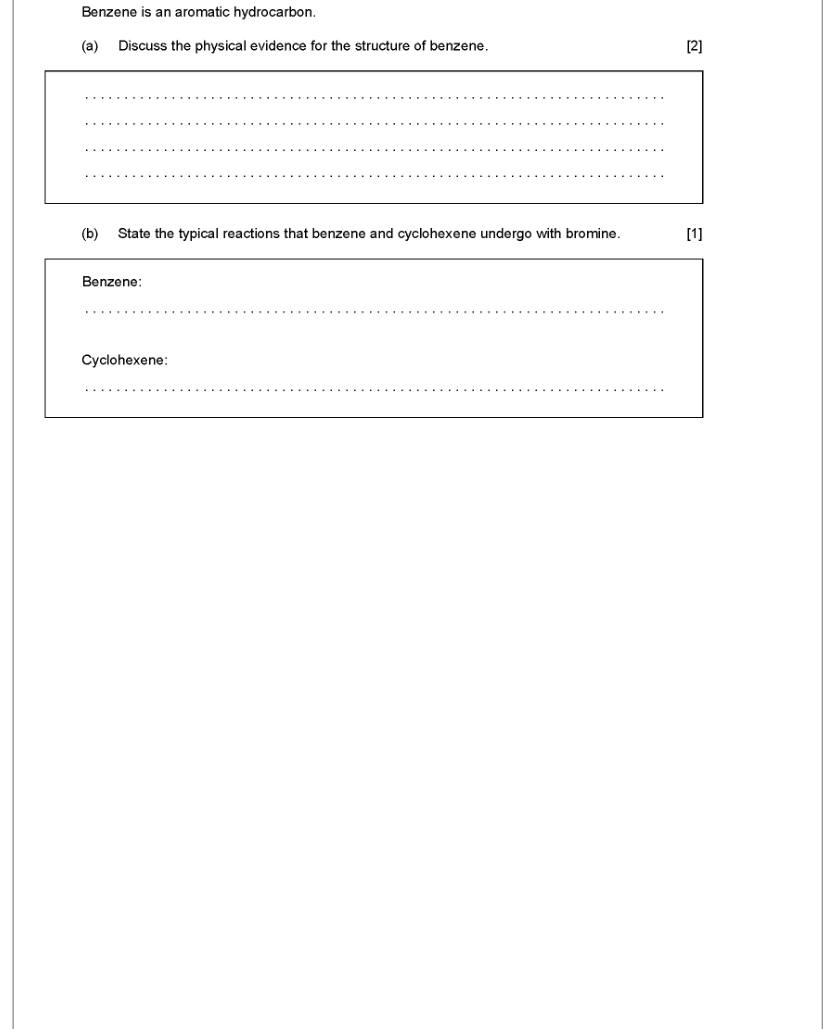 Benzene is an aromatic hydrocarbon.
(a) Discuss the physical evidence for the structure of benzene. [2]
(b) State the typical reactions that benzene and cyclohexene undergo with bromine. [1]
Benzene:
Cyclohexene: